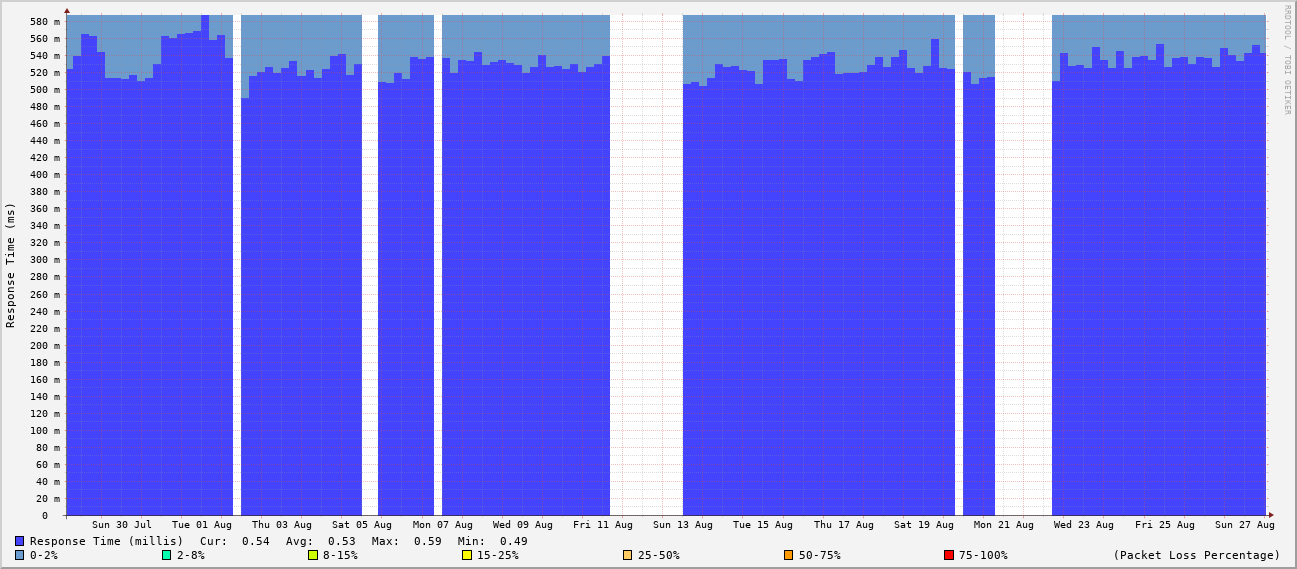 RRDTOOL / TOBI OETIKER
Response Time (ms)
580 m
560 m
540 m
520 m
500 m
480 m
460 m
440 m
420 m
400 m
380 m
360 m
340 m
320 m
300 m
280 m
260 m
240 m
220 m
200 m
180 m
160 m
140 m
120 m
100 m
80 m
60 m
40 m
20 m
0
Sun 30 Jul Tue 01 Aug Thu 03 Aug Sat 05 Aug Mon 07 Aug Wed 09 Aug Fri 11 Aug Sun 13 Aug Tue 15 Aug Thu 17 Aug Sat 19 Aug Mon 21 Aug Wed 23 Aug Fri 25 Aug Sun 27 Aug
Response Time (millis) Cur: 0.54 Avg: 0.53 Max: 0.59 Min: 0.49
0-2% 2-8% 8-15% 15-25% 25-50% 50-75% 75-100% (Packet Loss Percentage)